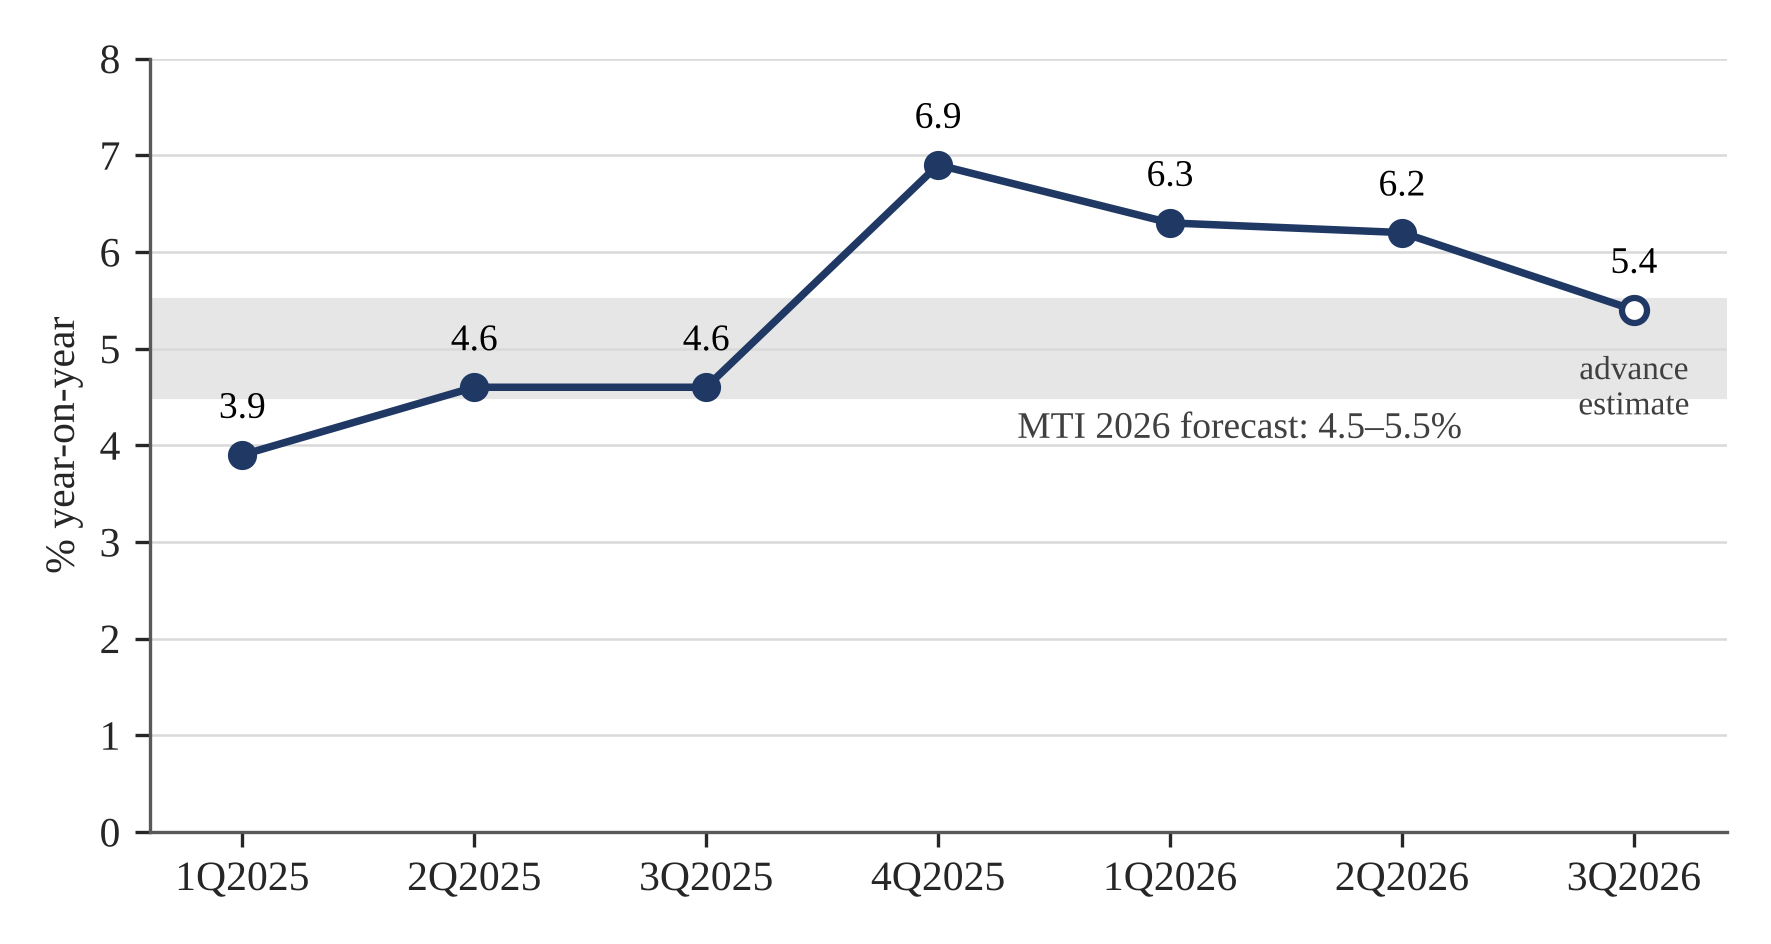 8
7
6
5
4
3
2
1
0
% year-on-year
3.9
4.6
4.6
6.9
6.3
6.2
5.4
advance
estimate
MTI 2026 forecast: 4.5–5.5%
1Q2025
2Q2025
3Q2025
4Q2025
1Q2026
2Q2026
3Q2026